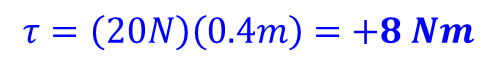 τ = (20N)(0.4m) = +8 Nm